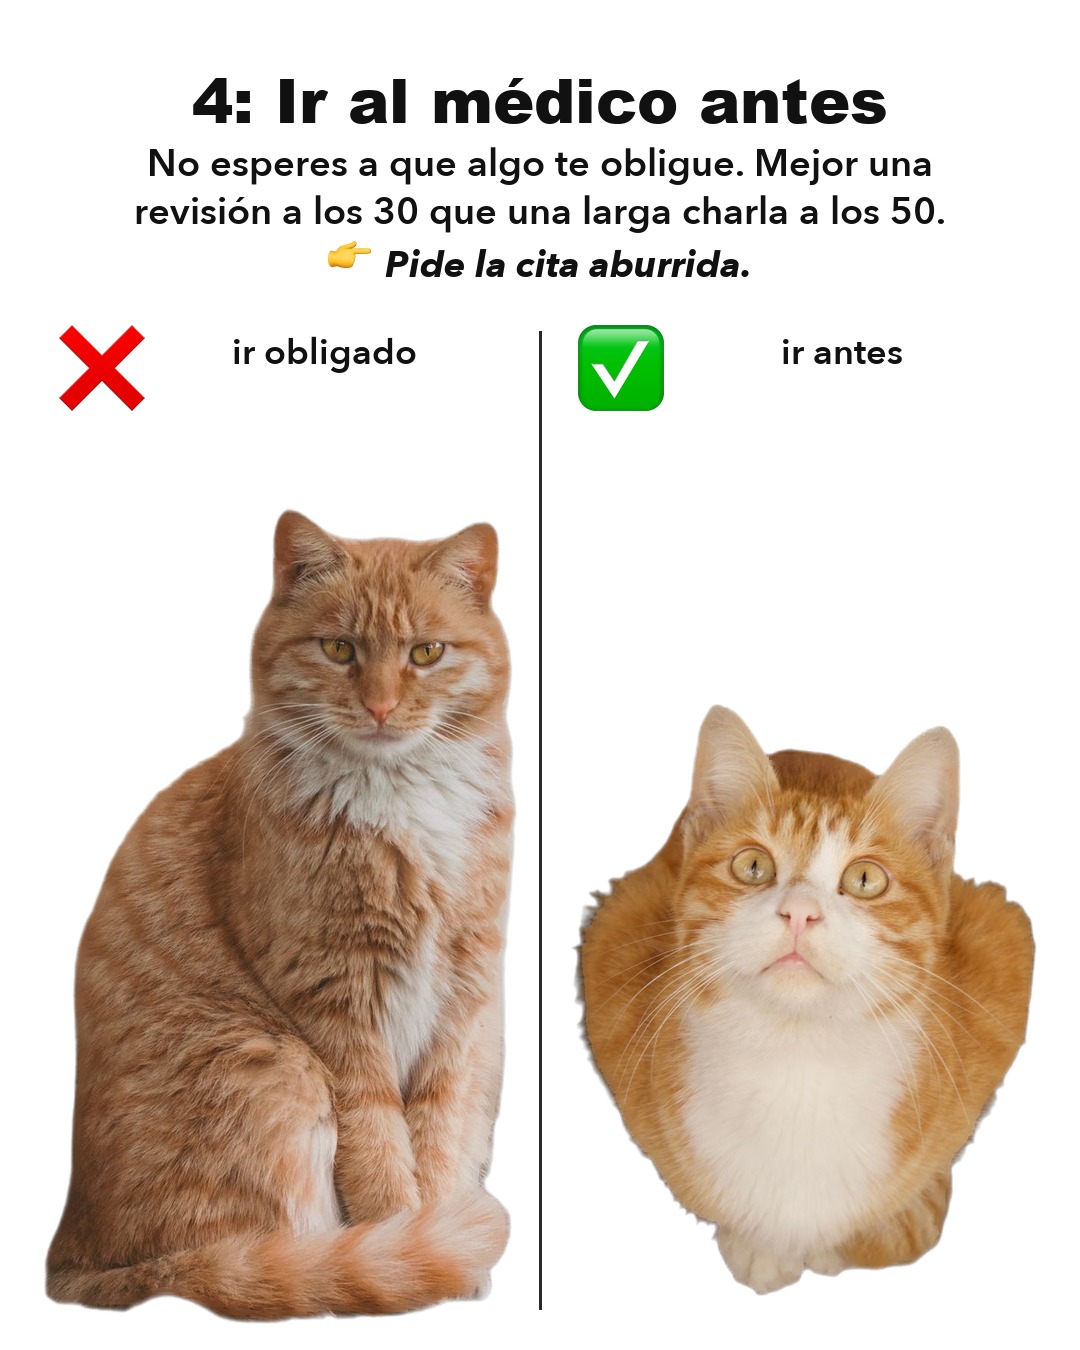 4: Ir al médico antes
No esperes a que algo te obligue. Mejor una
revisión a los 30 que una larga charla a los 50.
👉 Pide la cita aburrida.
❌ ir obligado
✅ ir antes